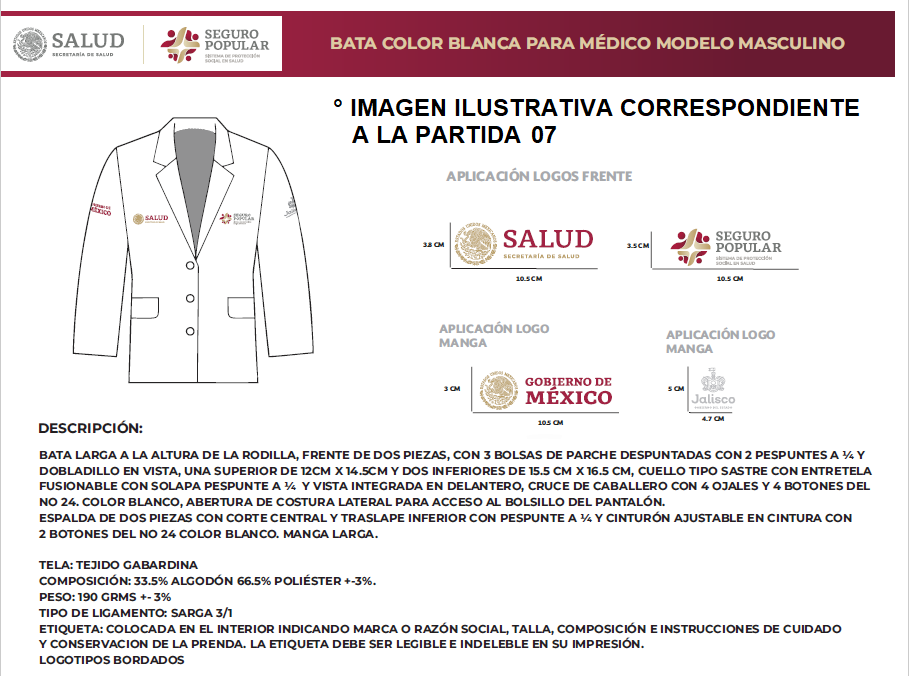 SALUD
SECRETARÍA DE SALUD
SEGURO
POPULAR
SISTEMA DE PROTECCIÓN
SOCIAL EN SALUD
BATA COLOR BLANCA PARA MÉDICO MODELO MASCULINO
° IMAGEN ILUSTRATIVA CORRESPONDIENTE
A LA PARTIDA 07
APLICACIÓN LOGOS FRENTE
MÉXICO
SALUD
SEGURO
POPULAR
3.8 CM
SALUD
SECRETARÍA DE SALUD
10.5 CM
3.5 CM
SEGURO
POPULAR
SISTEMA DE PROTECCIÓN
SOCIAL EN SALUD
10.5 CM
APLICACIÓN LOGO
MANGA
3 CM
GOBIERNO DE
MÉXICO
10.5 CM
APLICACIÓN LOGO
MANGA
5 CM
Jalisco
4.7 CM
DESCRIPCIÓN:
BATA LARGA A LA ALTURA DE LA RODILLA, FRENTE DE DOS PIEZAS, CON 3 BOLSAS DE PARCHE DESPUNTADAS CON 2 PESPUNTES A ¼ Y
DOBLADILLO EN VISTA, UNA SUPERIOR DE 12CM X 14.5CM Y DOS INFERIORES DE 15.5 CM X 16.5 CM, CUELLO TIPO SASTRE CON ENTRETELA
FUSIONABLE CON SOLAPA PESPUNTE A ¼ Y VISTA INTEGRADA EN DELANTERO, CRUCE DE CABALLERO CON 4 OJALES Y 4 BOTONES DEL
NO 24. COLOR BLANCO, ABERTURA DE COSTURA LATERAL PARA ACCESO AL BOLSILLO DEL PANTALÓN.
ESPALDA DE DOS PIEZAS CON CORTE CENTRAL Y TRASLAPE INFERIOR CON PESPUNTE A ¼ Y CINTURÓN AJUSTABLE EN CINTURA CON
2 BOTONES DEL NO 24 COLOR BLANCO. MANGA LARGA.
TELA: TEJIDO GABARDINA
COMPOSICIÓN: 33.5% ALGODÓN 66.5% POLIÉSTER +-3%.
PESO: 190 GRMS +- 3%
TIPO DE LIGAMENTO: SARGA 3/1
ETIQUETA: COLOCADA EN EL INTERIOR INDICANDO MARCA O RAZÓN SOCIAL, TALLA, COMPOSICIÓN E INSTRUCCIONES DE CUIDADO
Y CONSERVACION DE LA PRENDA. LA ETIQUETA DEBE SER LEGIBLE E INDELEBLE EN SU IMPRESIÓN.
LOGOTIPOS BORDADOS